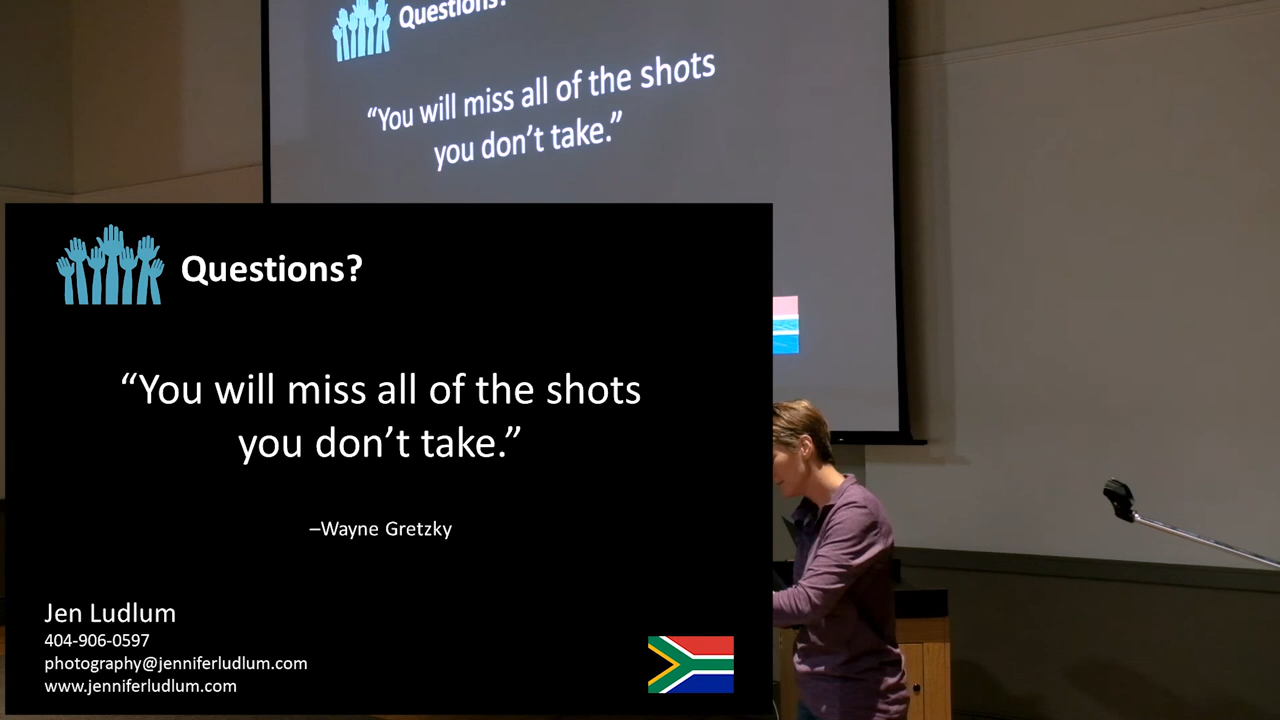 Questions?
“You will miss all of the shots
you don’t take.”
Questions?
“You will miss all of the shots
you don’t take.”
–Wayne Gretzky
Jen Ludlum
404-906-0597
photography@jenniferludlum.com
www.jenniferludlum.com